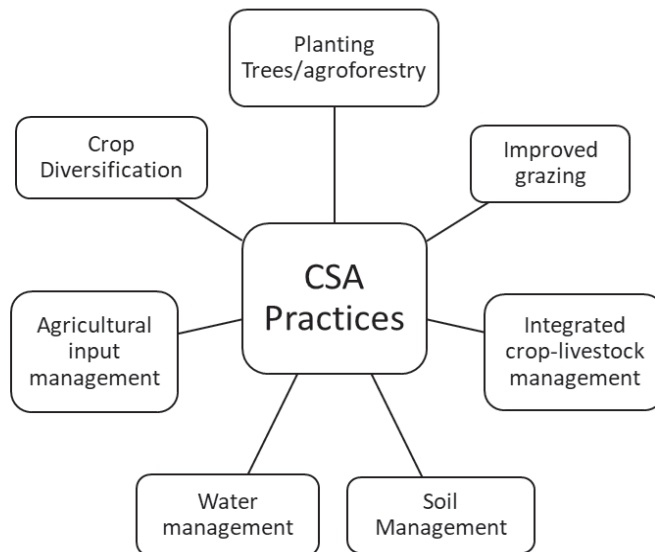 Planting
Trees/agroforestry
Crop
Diversification
Improved
grazing
CSA
Practices
Agricultural
input
management
Integrated
crop-livestock
management
Water
management
Soil
Management